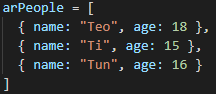 arPeople = [
{ name: "Teo", age: 18 },
{ name: "Ti", age: 15 },
{ name: "Tun", age: 16 }
]